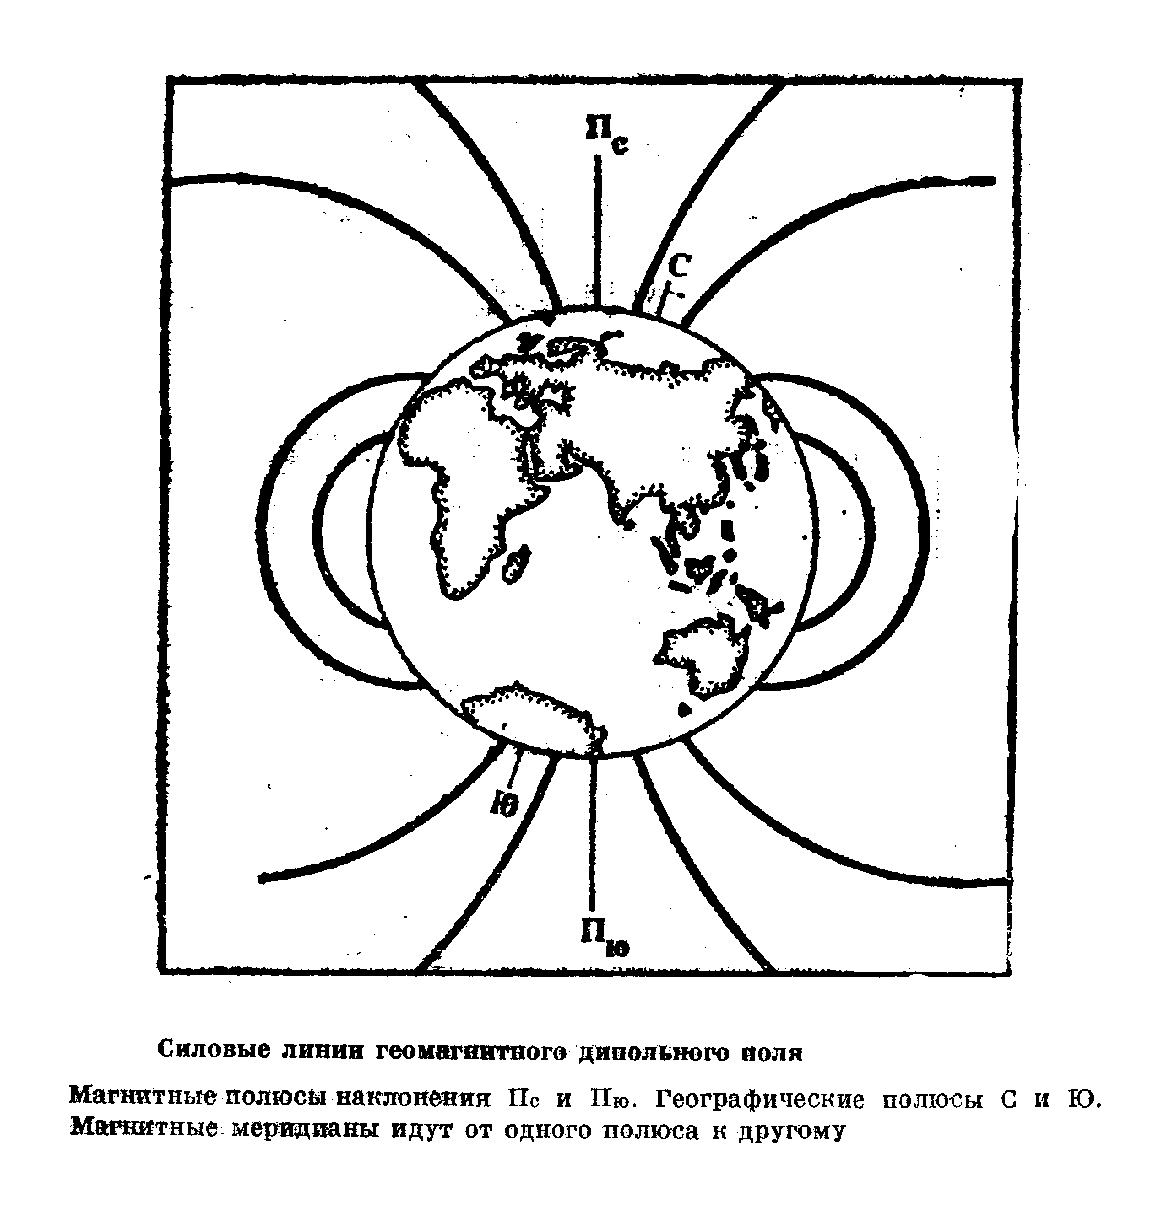 Пс
С
Ю
Пю
Силовые линии геомагнитного дипольного поля
Магнитные полюсы наклонения Пс и Пю. Географические полюсы С и Ю.
Магнитные меридианы идут от одного полюса к другому